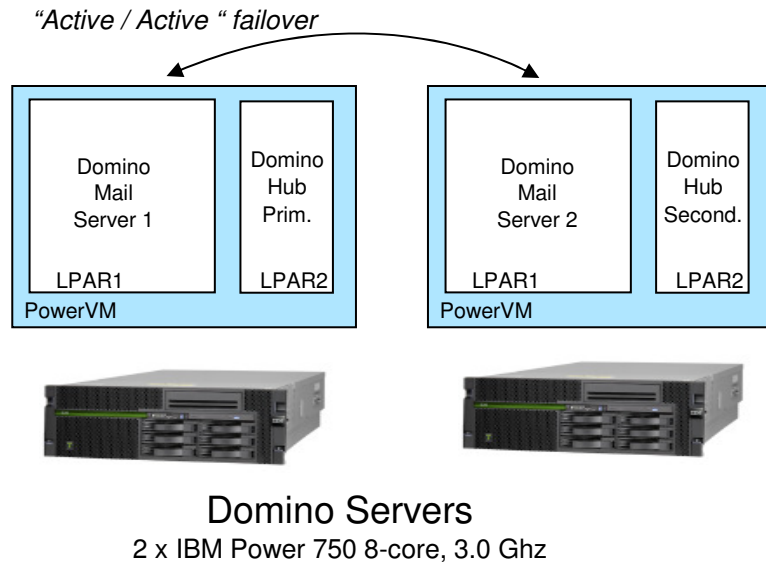 “Active / Active “ failover
Domino
Mail
Server 1
Domino
Hub
Prim.
LPAR1
LPAR2
PowerVM
Domino
Mail
Server 2
Domino
Hub
Second.
LPAR1
LPAR2
PowerVM
Domino Servers
2 x IBM Power 750 8-core, 3.0 Ghz